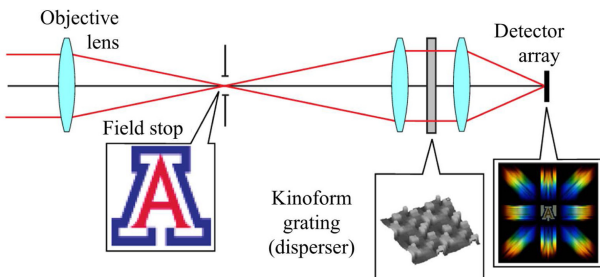 Objective
lens
Detector
array
Field stop
A
Kinoform
grating
(disperser)